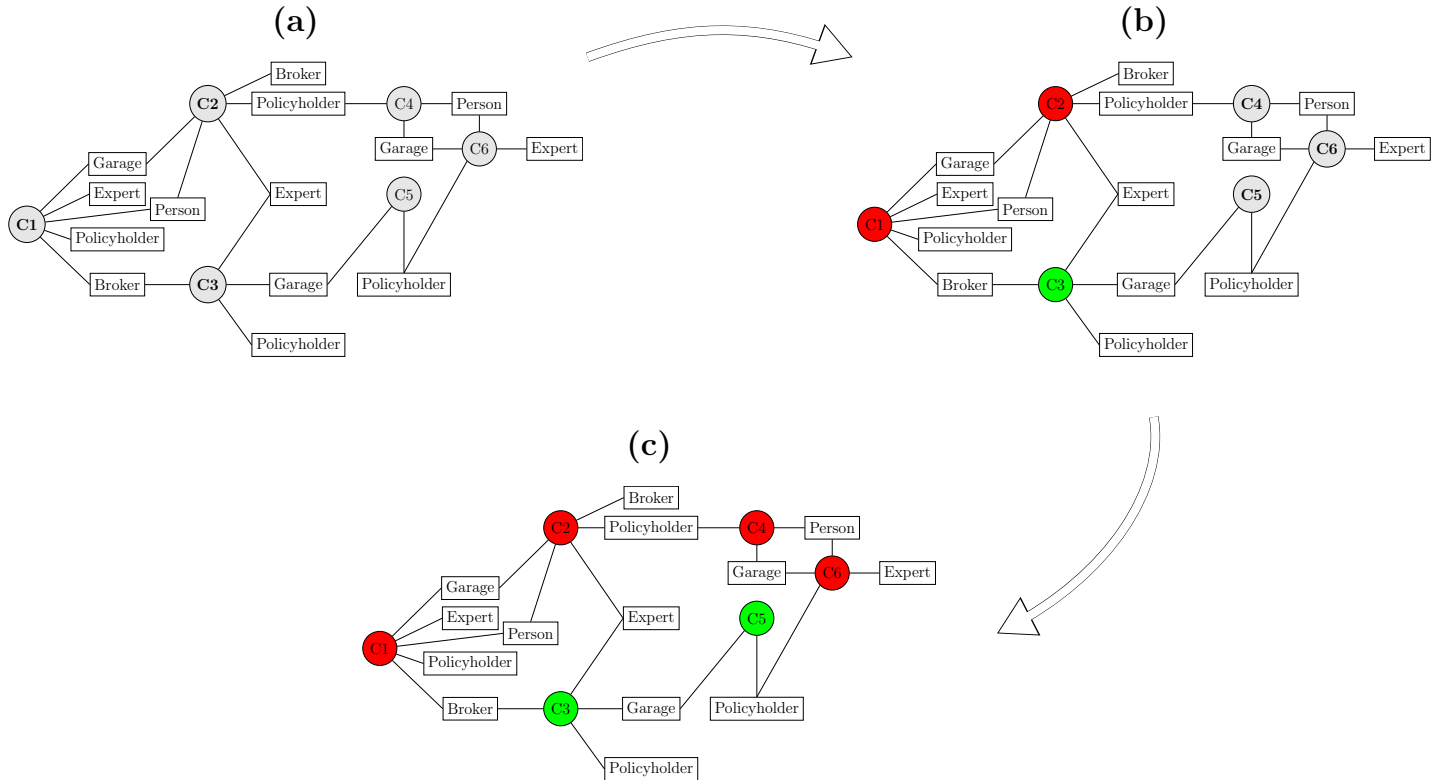 (a)
(b)
Broker
C2 Policyholder C4 Person
Garage C6 Expert
Garage
Expert Expert C5
Person
C1
Policyholder
Broker C3 Garage Policyholder
Policyholder
Broker
C2 Policyholder C4 Person
Garage C6 Expert
Garage
Expert Expert C5
Person
C1
Policyholder
Broker C3 Garage Policyholder
Policyholder
(c)
Broker
C2 Policyholder C4 Person
Garage C6 Expert
Garage
Expert Expert C5
Person
C1
Policyholder
Broker C3 Garage Policyholder
Policyholder